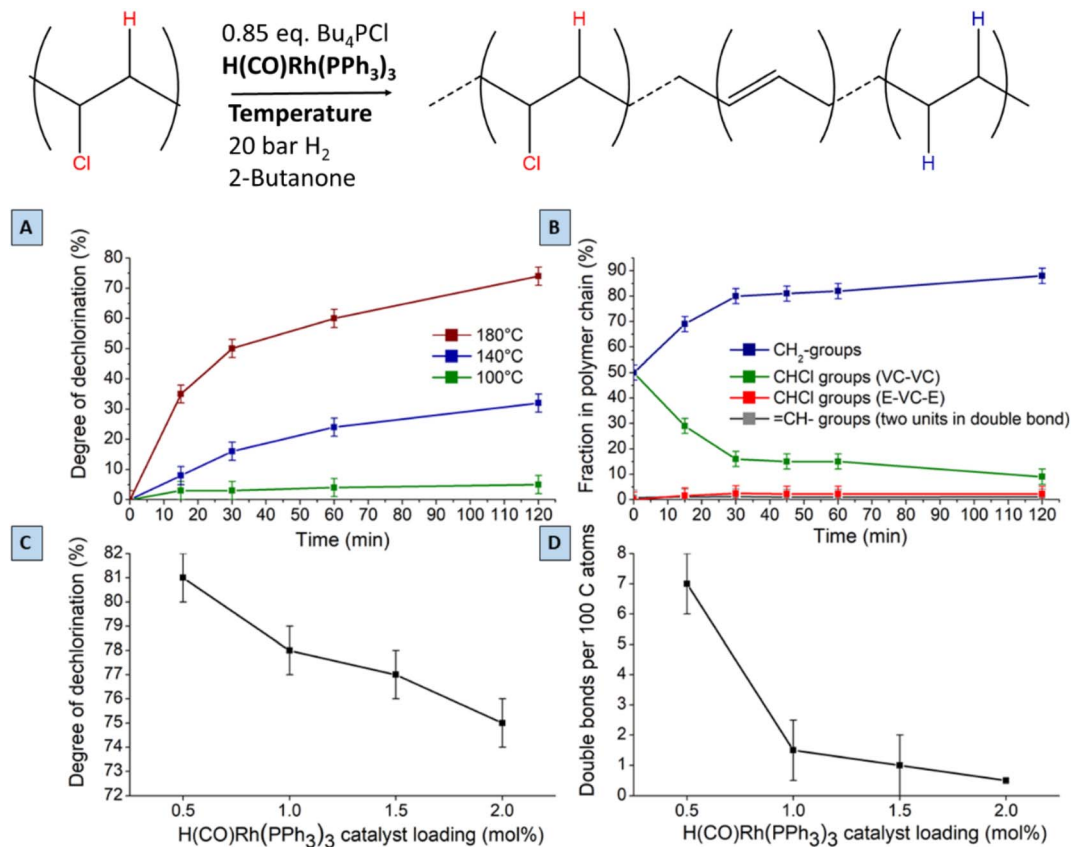 H
Cl
0.85 eq. Bu₄PCl
H(CO)Rh(PPh₃)₃
Temperature
20 bar H₂
2-Butanone
H
Cl
H
H
A
Degree of dechlorination (%)
80
70
60
50
40
30
20
10
0
180°C
140°C
100°C
0 10 20 30 40 50 60 70 80 90 100 110 120
Time (min)
B
Fraction in polymer chain (%)
90
80
70
60
50
40
30
20
10
0
CH₂-groups
CHCl groups (VC-VC)
CHCl groups (E-VC-E)
=CH- groups (two units in double bond)
0 10 20 30 40 50 60 70 80 90 100 110 120
Time (min)
C
Degree of dechlorination (%)
82
81
80
79
78
77
76
75
74
73
72
0.5 1.0 1.5 2.0
H(CO)Rh(PPh₃)₃ catalyst loading (mol%)
D
Double bonds per 100 C atoms
8
7
6
5
4
3
2
1
0
0.5 1.0 1.5 2.0
H(CO)Rh(PPh₃)₃ catalyst loading (mol%)